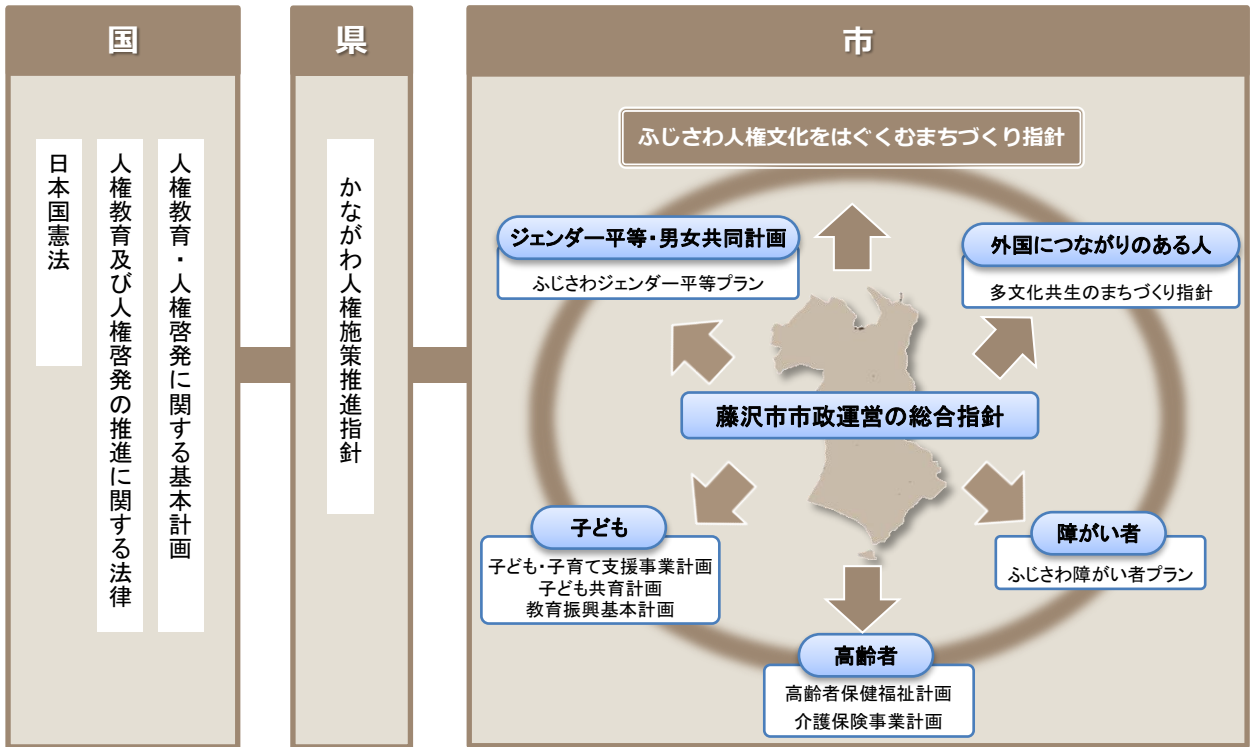 国
人権教育・人権啓発に関する基本計画
人権教育及び人権啓発の推進に関する法律
日本国憲法
県
かながわ人権施策推進指針
市
ふじさわ人権文化をはぐくむまちづくり指針
ジェンダー平等・男女共同計画
ふじさわジェンダー平等プラン
外国につながりのある人
多文化共生のまちづくり指針
藤沢市市政運営の総合指針
子ども
子ども・子育て支援事業計画
子ども共育計画
教育振興基本計画
障がい者
ふじさわ障がい者プラン
高齢者
高齢者保健福祉計画
介護保険事業計画